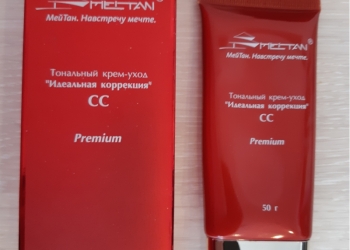 MEITAN®
МейТан. Навстречу мечте.
Тональный крем-уход
"Идеальная коррекция"
CC
Premium
MEITAN®
МейТан. Навстречу мечте.
Тональный крем-уход
"Идеальная коррекция"
CC
Premium
50 г